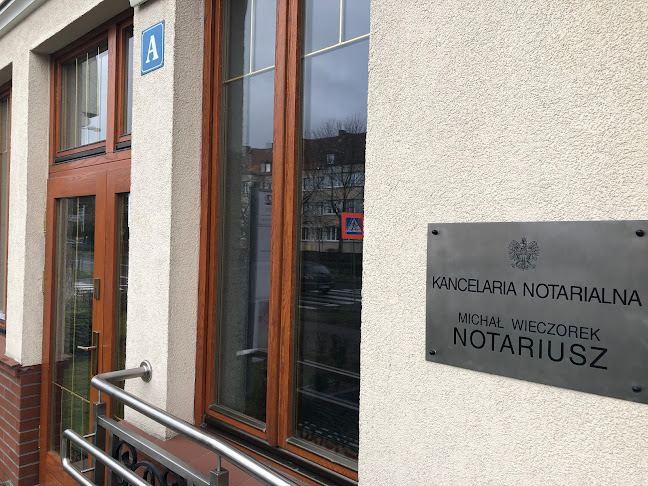 A
KANCELARIA NOTARIALNA
MICHAŁ WIECZOREK
NOTARIUSZ